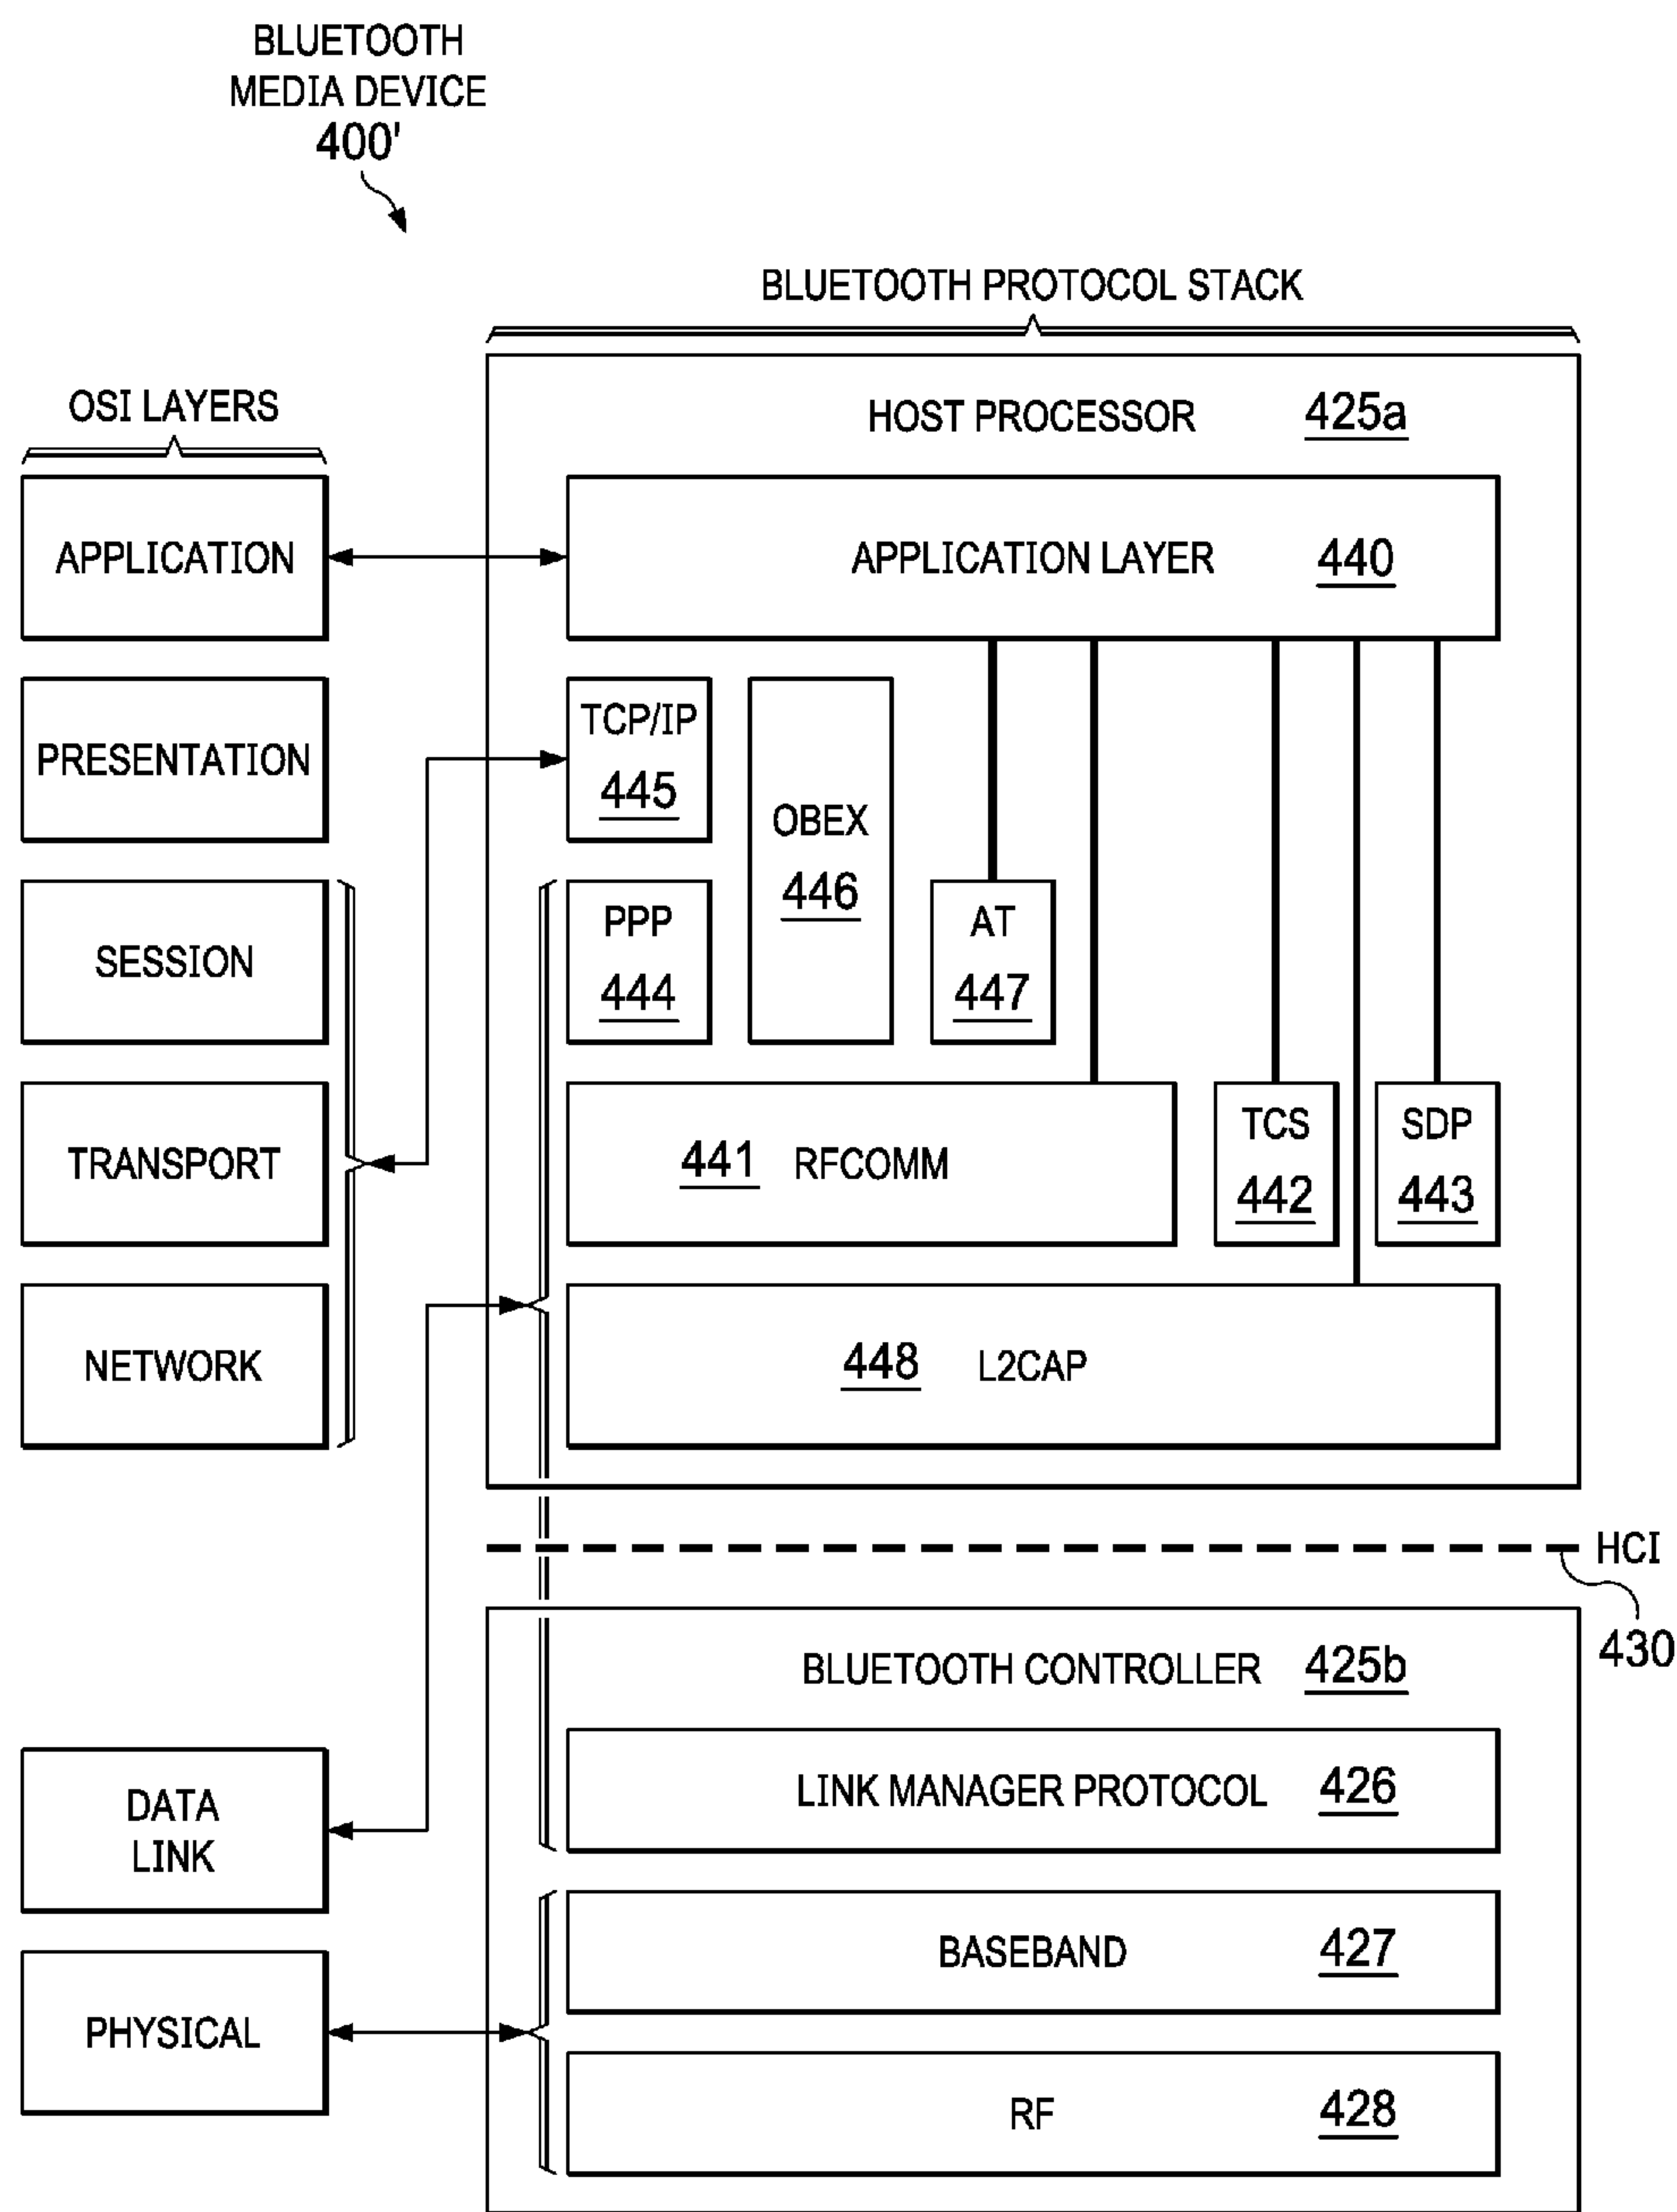 BLUETOOTH
MEDIA DEVICE
400'
BLUETOOTH PROTOCOL STACK
OSI LAYERS
HOST PROCESSOR 425a
APPLICATION
APPLICATION LAYER 440
PRESENTATION
TCP/IP
445
OBEX
446
SESSION
PPP
444
AT
447
TRANSPORT
441 RFCOMM
TCS
442
SDP
443
NETWORK
448 L2CAP
HCI
430
BLUETOOTH CONTROLLER 425b
DATA
LINK
LINK MANAGER PROTOCOL 426
BASEBAND 427
PHYSICAL
RF 428